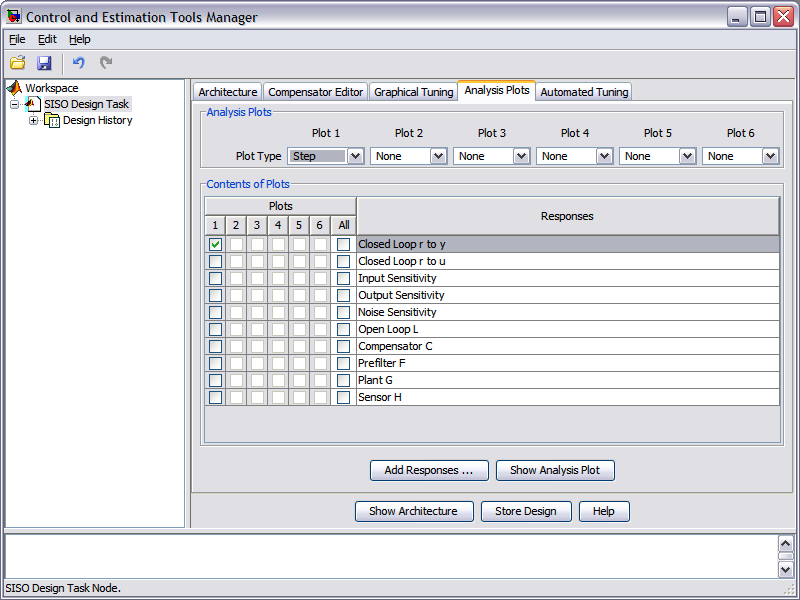 Control and Estimation Tools Manager
File Edit Help
Workspace
SISO Design Task
Design History
Architecture Compensator Editor Graphical Tuning Analysis Plots Automated Tuning
Analysis Plots
Plot 1 Plot 2 Plot 3 Plot 4 Plot 5 Plot 6
Plot Type Step None None None None None
Contents of Plots
Plots
Responses
1 2 3 4 5 6 All
Closed Loop r to y
Closed Loop r to u
Input Sensitivity
Output Sensitivity
Noise Sensitivity
Open Loop L
Compensator C
Prefilter F
Plant G
Sensor H
Add Responses ... Show Analysis Plot
Show Architecture Store Design Help
SISO Design Task Node.